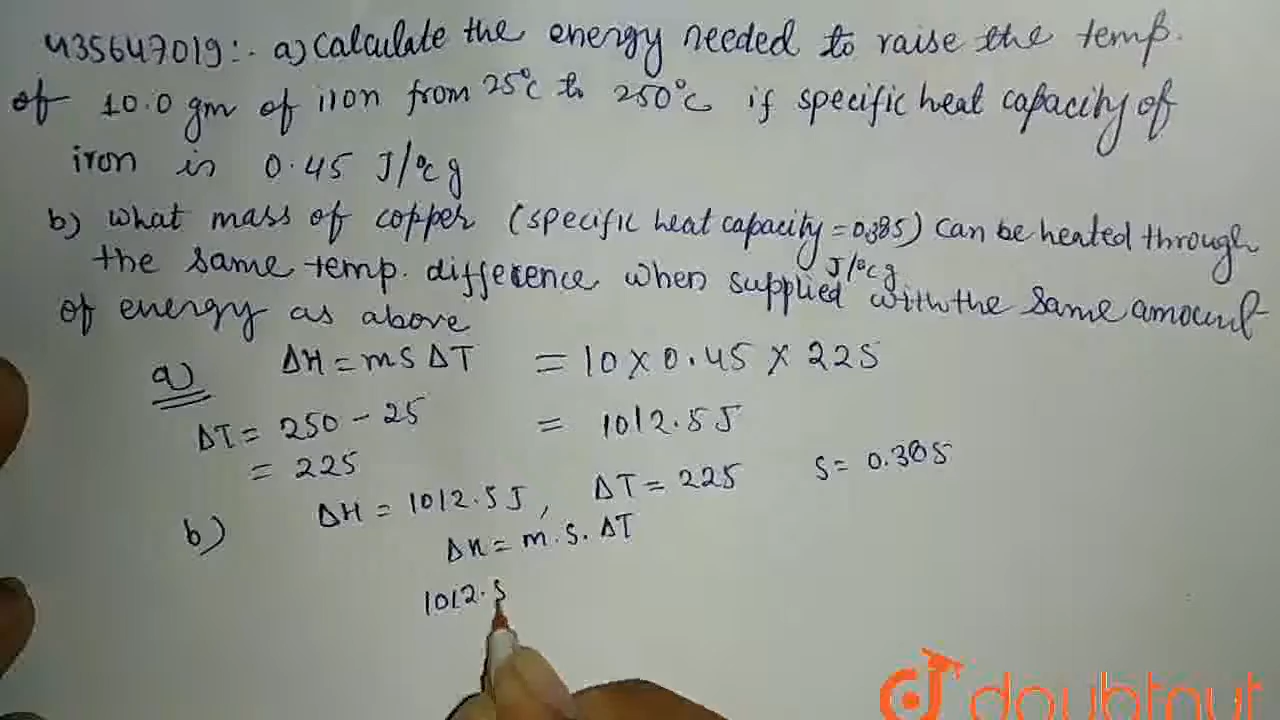 435647019:- a) Calculate the energy needed to raise the temp.
of 10.0 gm of iron from 25°C to 250°C if specific heat capacity of
iron is 0.45 J/°C g
b) what mass of copper (specific heat capacity = 0.385) can be heated through
J/°C g
the same temp. difference when supplied with the same amount
of energy as above
a) ΔH = mSΔT = 10 × 0.45 × 225
ΔT = 250 - 25 = 1012.5 J
= 225
b) ΔH = 1012.5 J, ΔT = 225 S = 0.385
ΔH = m.S.ΔT
1012.5
doubtnut